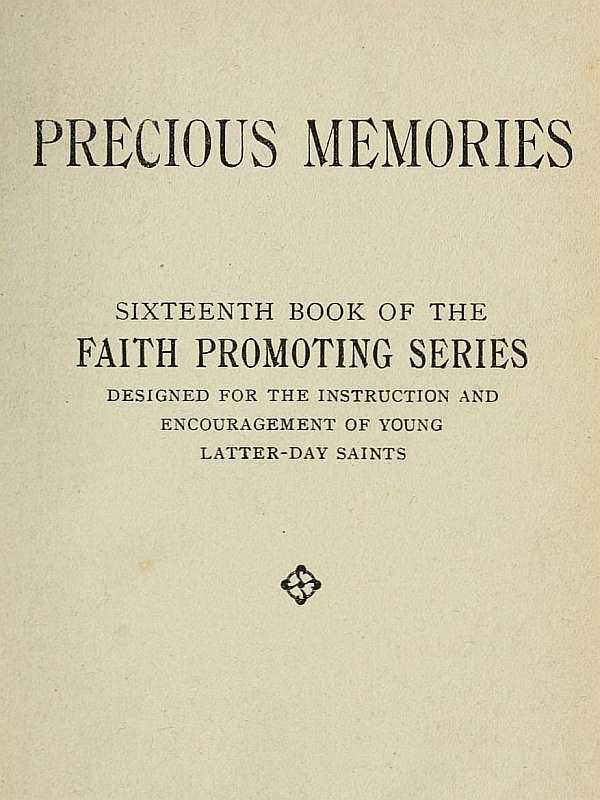 PRECIOUS MEMORIES
SIXTEENTH BOOK OF THE
FAITH PROMOTING SERIES
DESIGNED FOR THE INSTRUCTION AND
ENCOURAGEMENT OF YOUNG
LATTER-DAY SAINTS